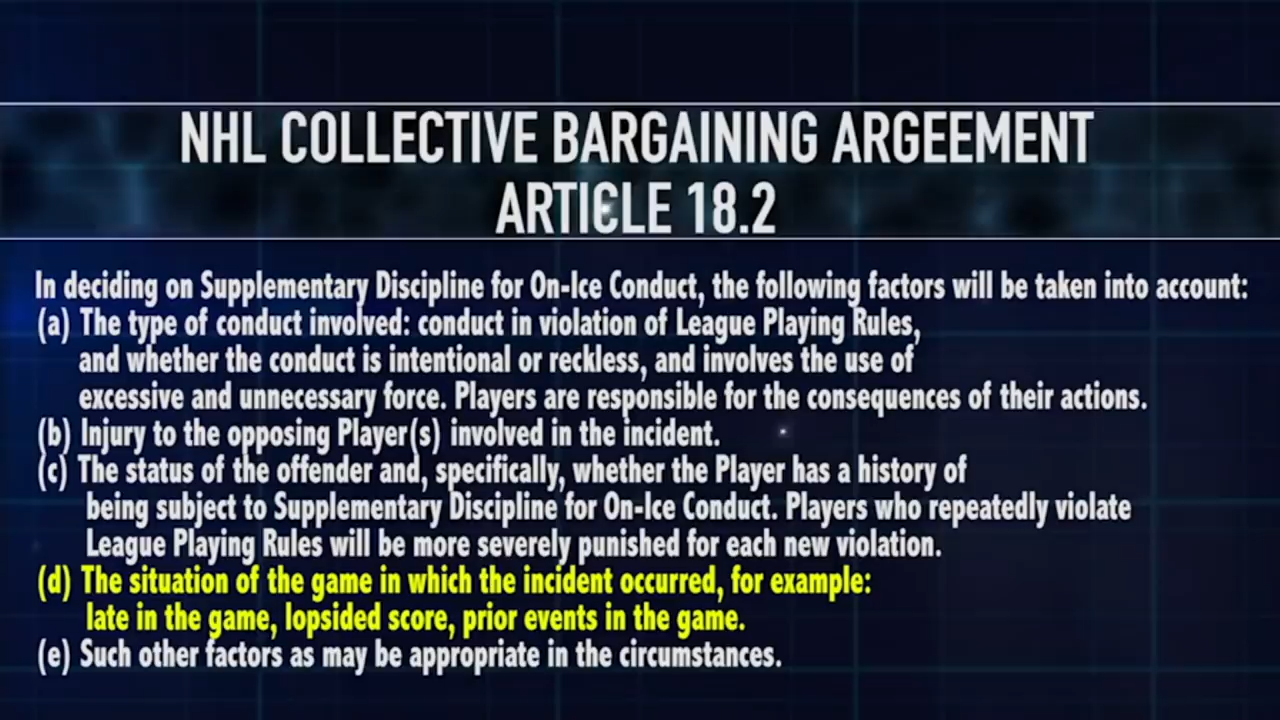 NHL COLLECTIVE BARGAINING ARGEEMENT
ARTICLE 18.2
In deciding on Supplementary Discipline for On-Ice Conduct, the following factors will be taken into account:
(a) The type of conduct involved: conduct in violation of League Playing Rules,
and whether the conduct is intentional or reckless, and involves the use of
excessive and unnecessary force. Players are responsible for the consequences of their actions.
(b) Injury to the opposing Player(s) involved in the incident.
(c) The status of the offender and, specifically, whether the Player has a history of
being subject to Supplementary Discipline for On-Ice Conduct. Players who repeatedly violate
League Playing Rules will be more severely punished for each new violation.
(d) The situation of the game in which the incident occurred, for example:
late in the game, lopsided score, prior events in the game.
(e) Such other factors as may be appropriate in the circumstances.